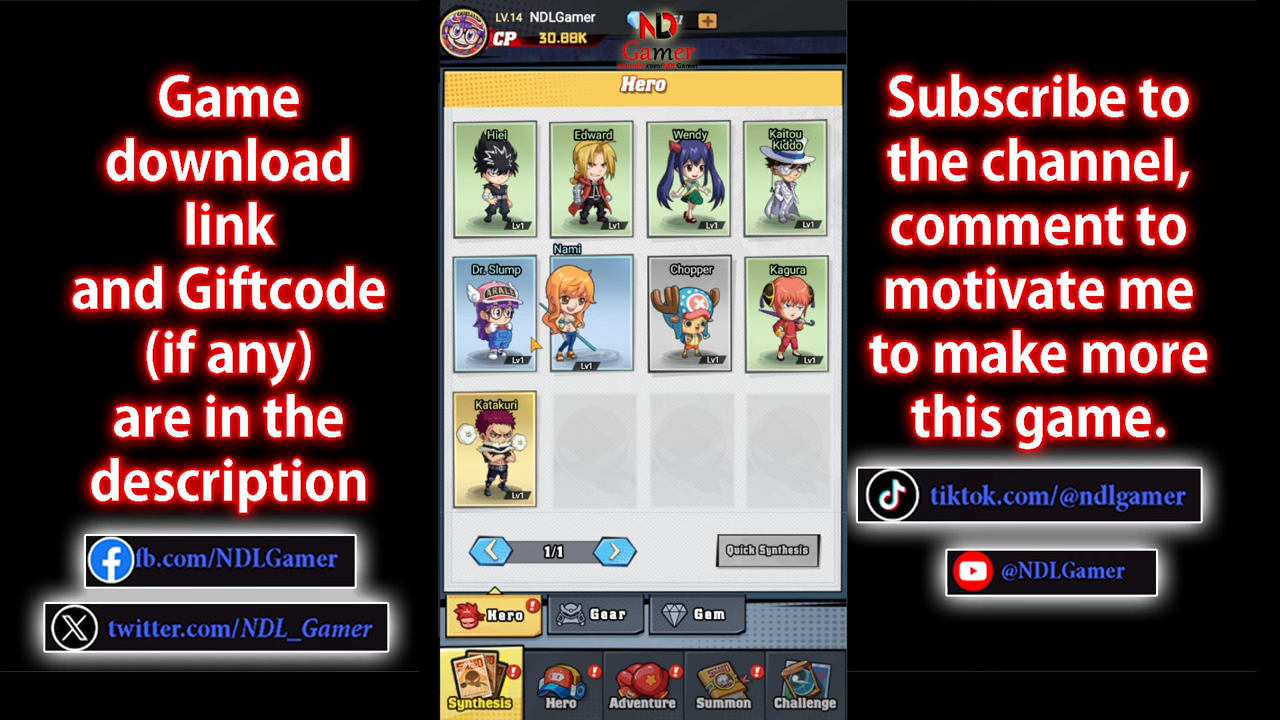 Game
download
link
and Giftcode
(if any)
are in the
description
fb.com/NDLGamer
twitter.com/NDL_Gamer
LV.14 NDLGamer
CP 30.88K
ND
Gamer
Hero
Hiei
Edward
Wendy
Kaitou
Kiddo
Lv1
Lv1
Lv1
Lv1
Dr. Slump
Nami
Chopper
Kagura
ARALE
Lv1
Lv1
Lv1
Lv1
Katakuri
Lv1
1/1
Quick Synthesis
Hero
Gear
Gem
Synthesis
Hero
Adventure
Summon
Challenge
Subscribe to
the channel,
comment to
motivate me
to make more
this game.
tiktok.com/@ndlgamer
@NDLGamer